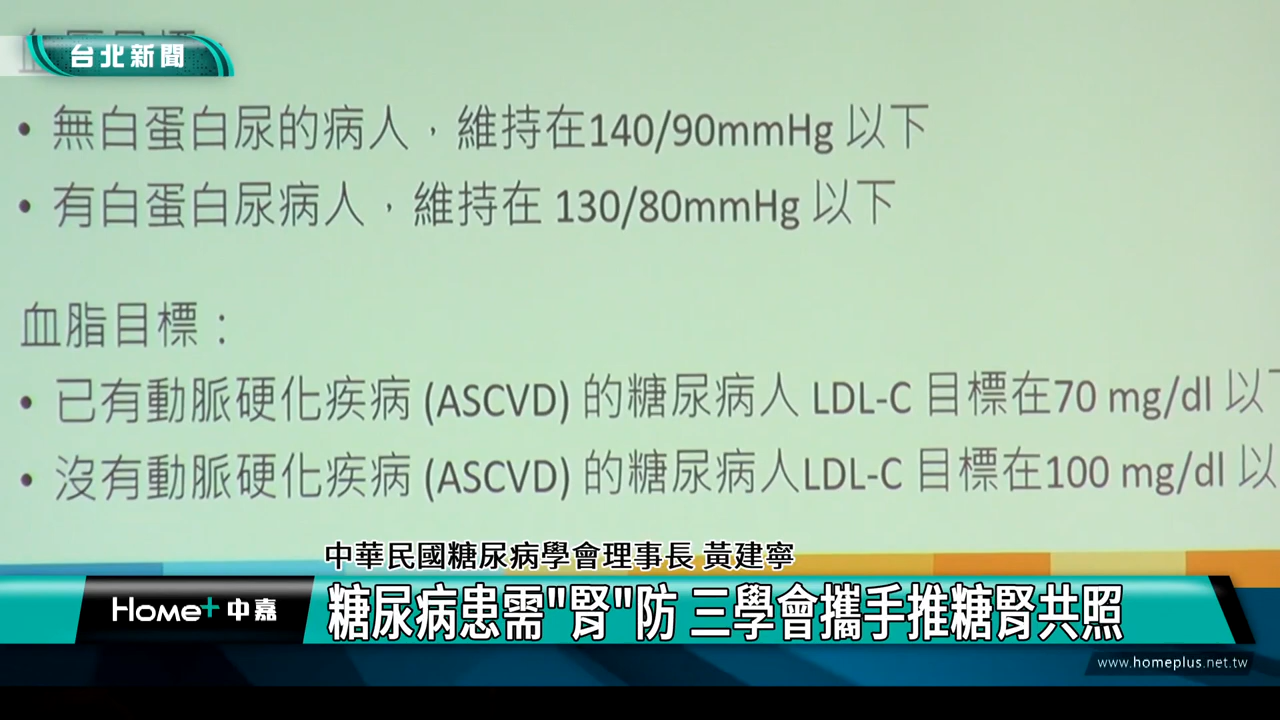 台北新聞
• 無白蛋白尿的病人，維持在140/90mmHg 以下
• 有白蛋白尿病人，維持在 130/80mmHg 以下
血脂目標：
• 已有動脈硬化疾病 (ASCVD) 的糖尿病人 LDL-C 目標在70 mg/dl 以下
• 沒有動脈硬化疾病 (ASCVD) 的糖尿病人LDL-C 目標在100 mg/dl 以
中華民國糖尿病學會理事長 黃建寧
Home+ 中嘉
糖尿病患需"腎"防 三學會攜手推糖腎共照
www.homeplus.net.tw